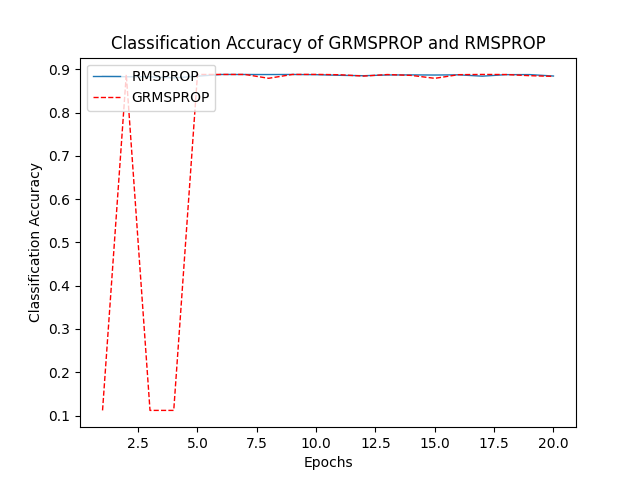 Classification Accuracy of GRMSPROP and RMSPROP
RMSPROP
GRMSPROP
Classification Accuracy
0.9
0.8
0.7
0.6
0.5
0.4
0.3
0.2
0.1
2.5 5.0 7.5 10.0 12.5 15.0 17.5 20.0
Epochs